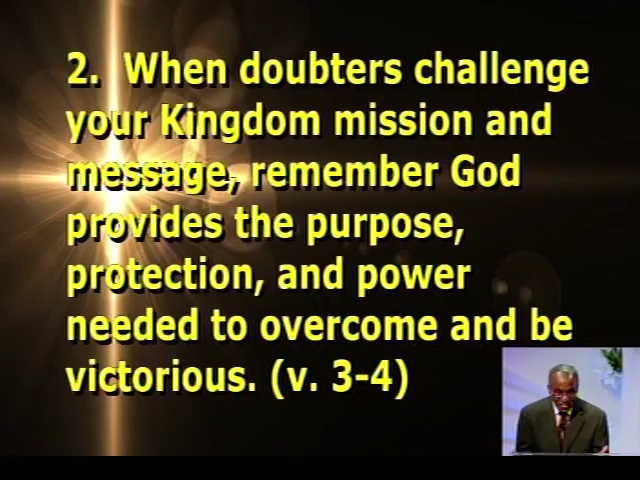 2. When doubters challenge
your Kingdom mission and
message, remember God
provides the purpose,
protection, and power
needed to overcome and be
victorious. (v. 3-4)